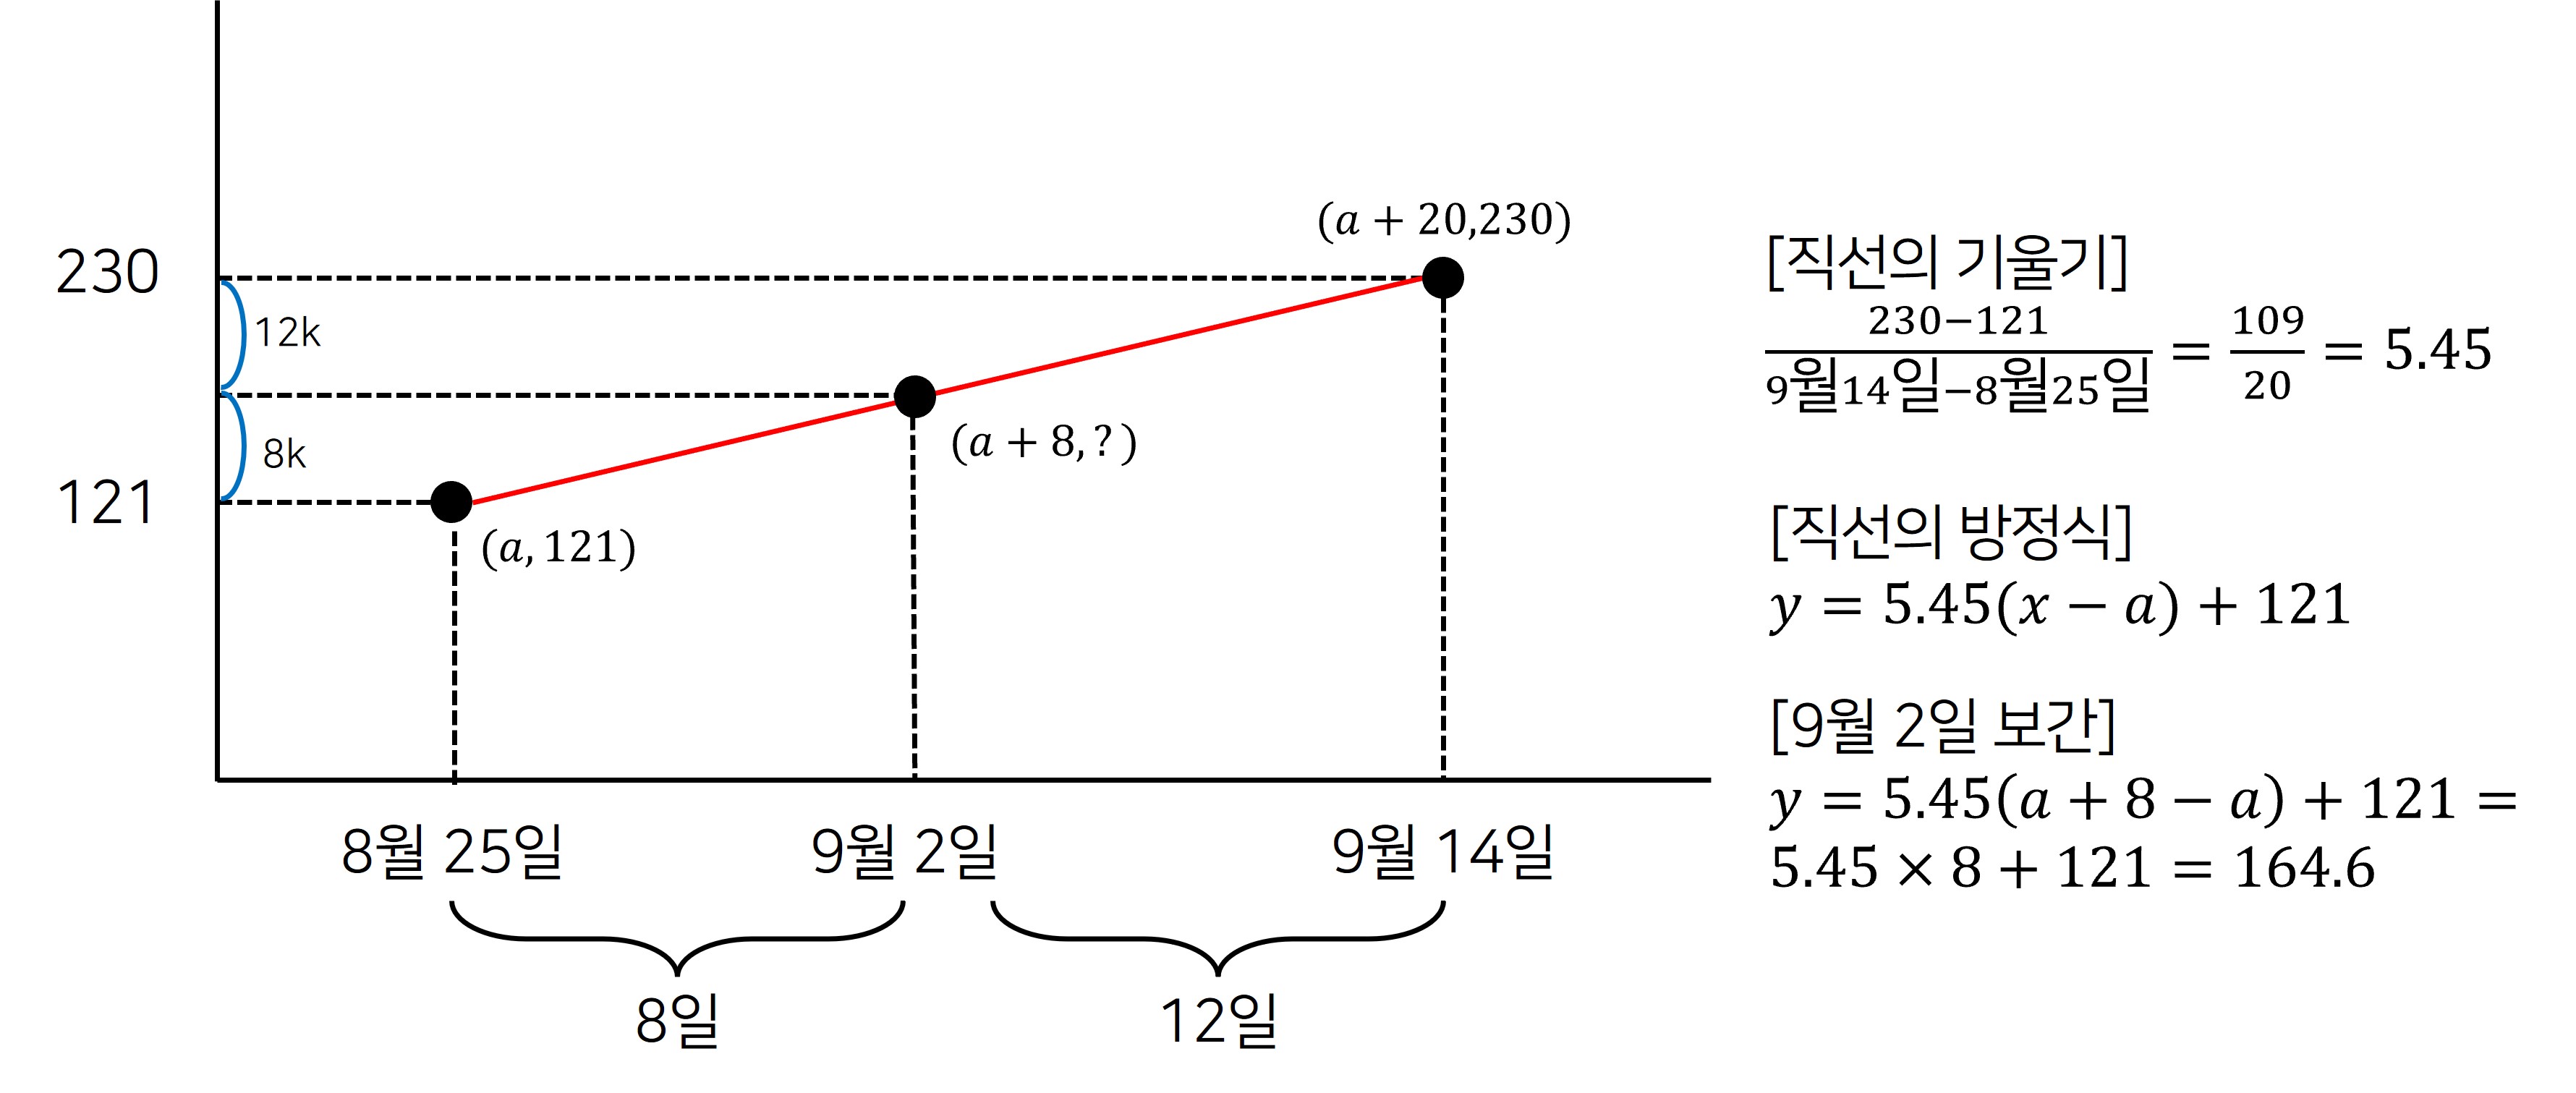 (a + 20,230)
230
12k
(a + 8, ? )
8k
121
(a, 121)
8월 25일
9월 2일
9월 14일
8일
12일
[직선의 기울기]
230−121
9월14일−8월25일
= 109/20 = 5.45
[직선의 방정식]
y = 5.45(x − a) + 121
[9월 2일 보간]
y = 5.45(a + 8 − a) + 121 =
5.45 × 8 + 121 = 164.6